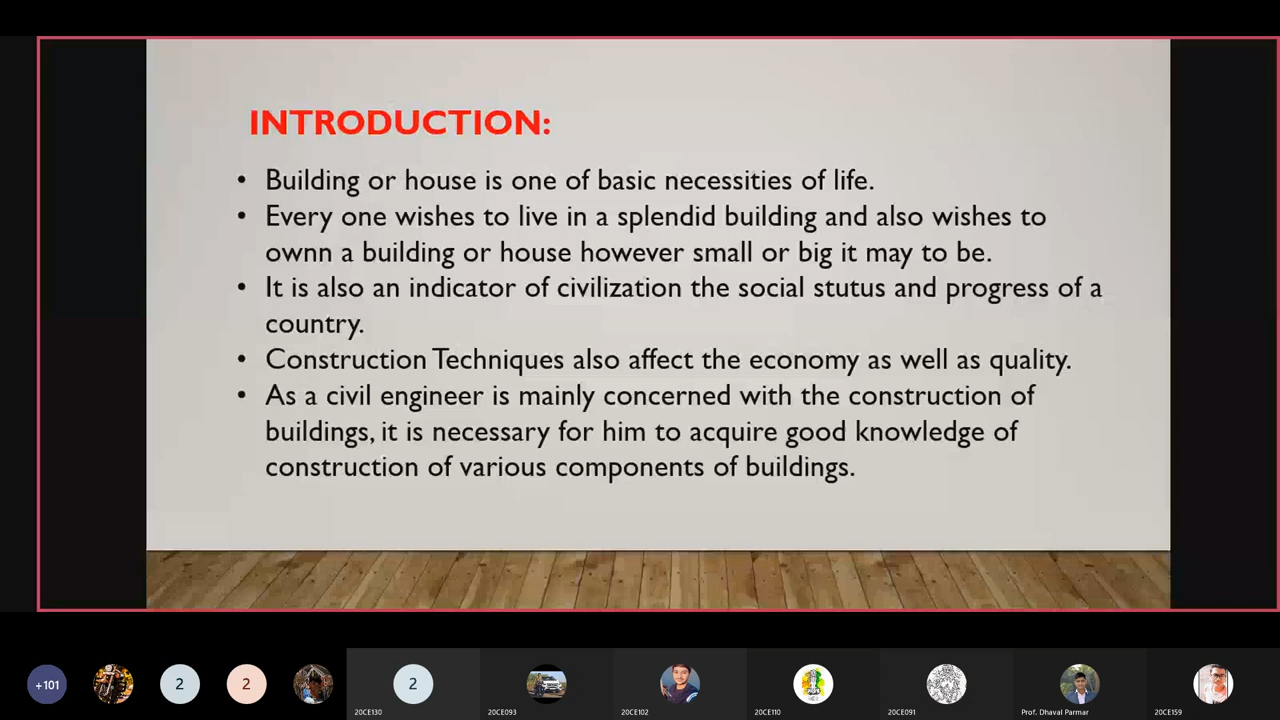 INTRODUCTION:
• Building or house is one of basic necessities of life.
• Every one wishes to live in a splendid building and also wishes to
ownn a building or house however small or big it may to be.
• It is also an indicator of civilization the social stutus and progress of a
country.
• Construction Techniques also affect the economy as well as quality.
• As a civil engineer is mainly concerned with the construction of
buildings, it is necessary for him to acquire good knowledge of
construction of various components of buildings.
+101
2
2
2
20CE130
20CE093
20CE102
20CE110
20CE091
Prof. Dhaval Parmar
20CE159